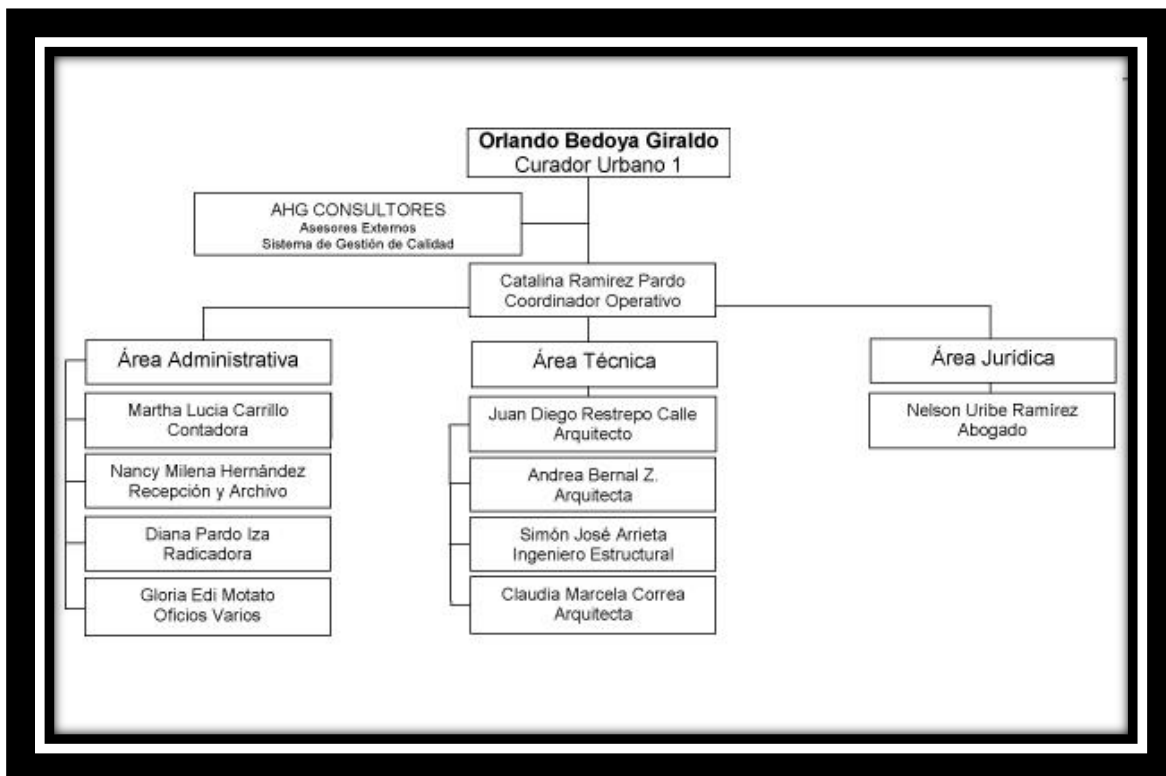 Orlando Bedoya Giraldo
Curador Urbano 1
AHG CONSULTORES
Asesores Externos
Sistema de Gestión de Calidad
Catalina Ramirez Pardo
Coordinador Operativo
Área Administrativa
Martha Lucia Carrillo
Contadora
Nancy Milena Hernández
Recepción y Archivo
Diana Pardo Iza
Radicadora
Gloria Edi Motato
Oficios Varios
Área Técnica
Juan Diego Restrepo Calle
Arquitecto
Andrea Bernal Z.
Arquitecta
Simón José Arrieta
Ingeniero Estructural
Claudia Marcela Correa
Arquitecta
Área Jurídica
Nelson Uribe Ramírez
Abogado